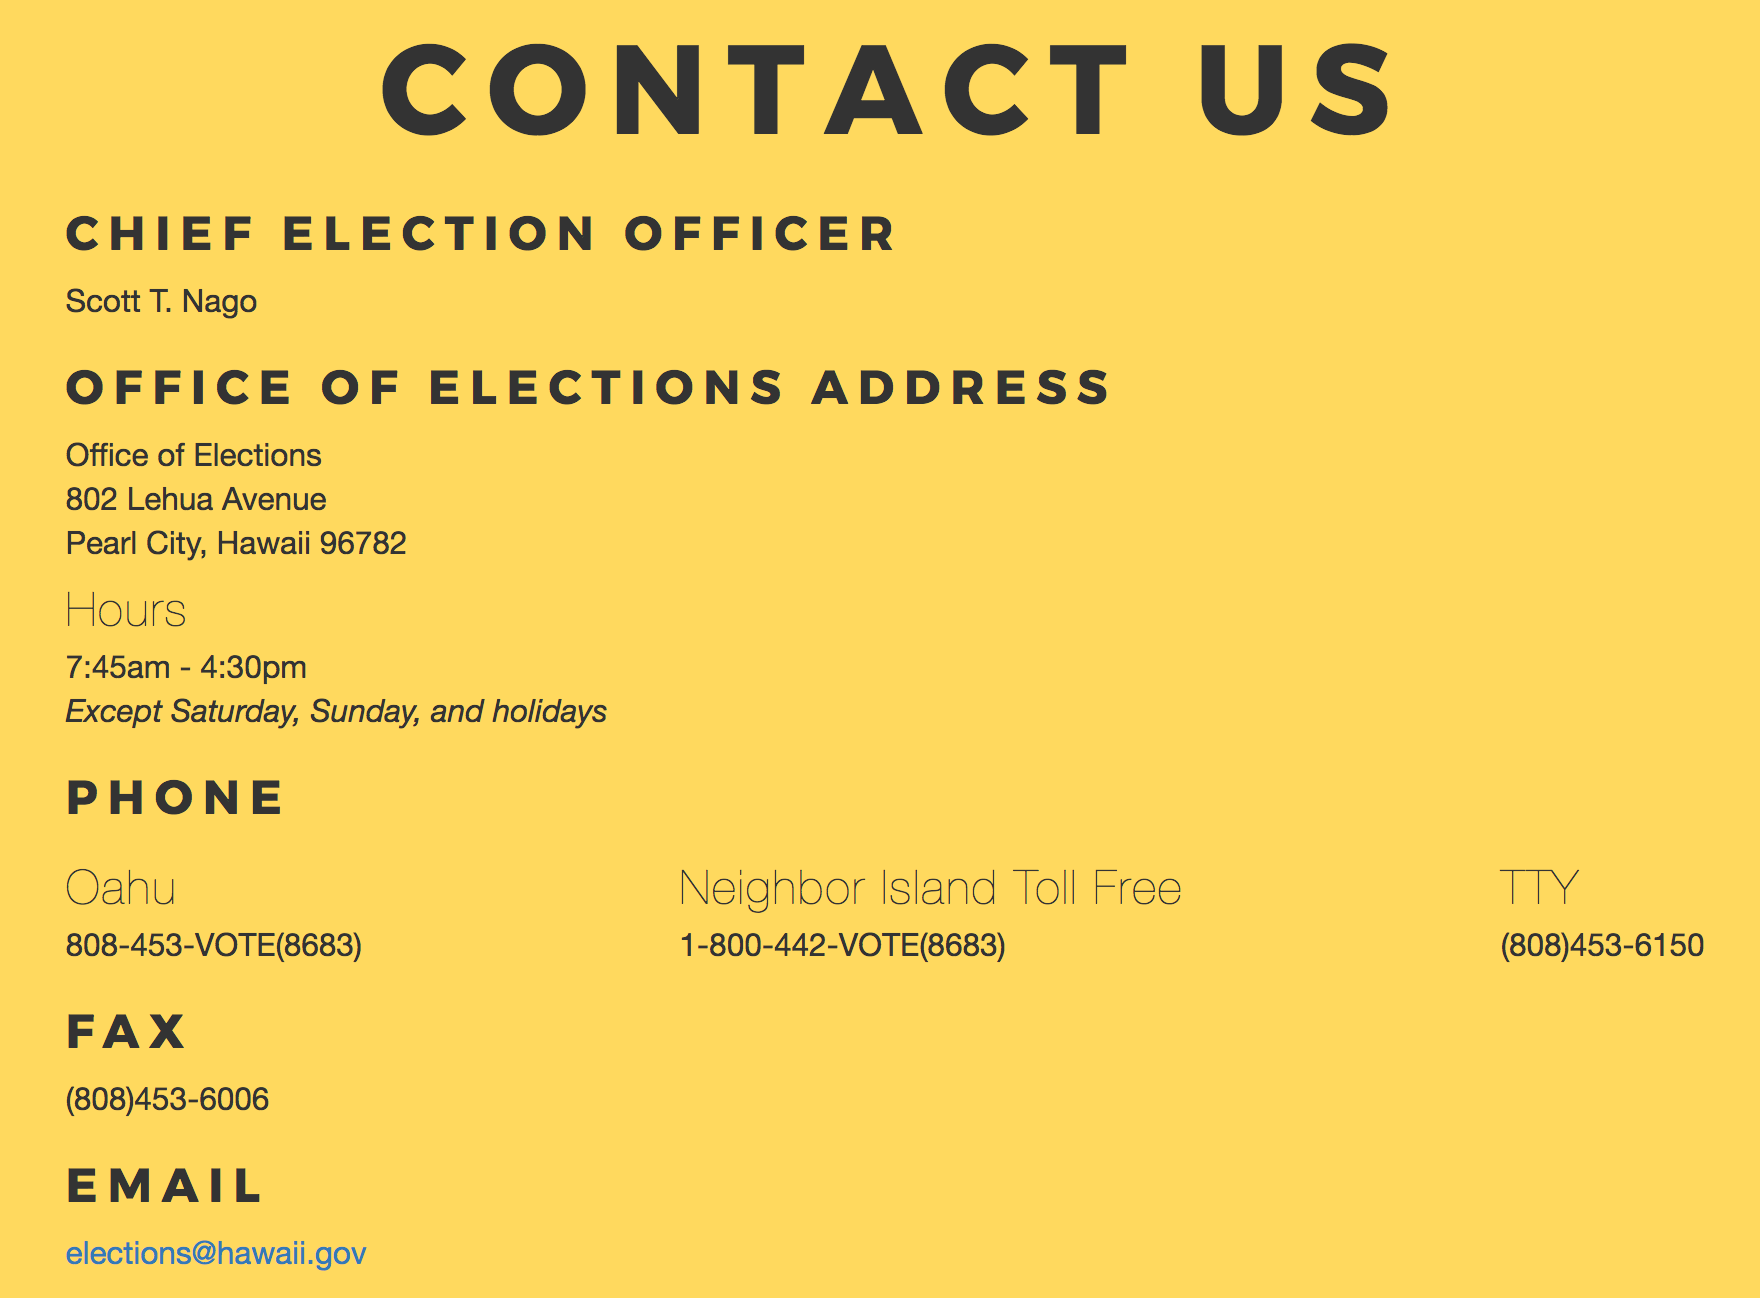 CONTACT US
CHIEF ELECTION OFFICER
Scott T. Nago
OFFICE OF ELECTIONS ADDRESS
Office of Elections
802 Lehua Avenue
Pearl City, Hawaii 96782
Hours
7:45am - 4:30pm
Except Saturday, Sunday, and holidays
PHONE
Oahu
808-453-VOTE(8683)
Neighbor Island Toll Free
1-800-442-VOTE(8683)
TTY
(808)453-6150
FAX
(808)453-6006
EMAIL
elections@hawaii.gov